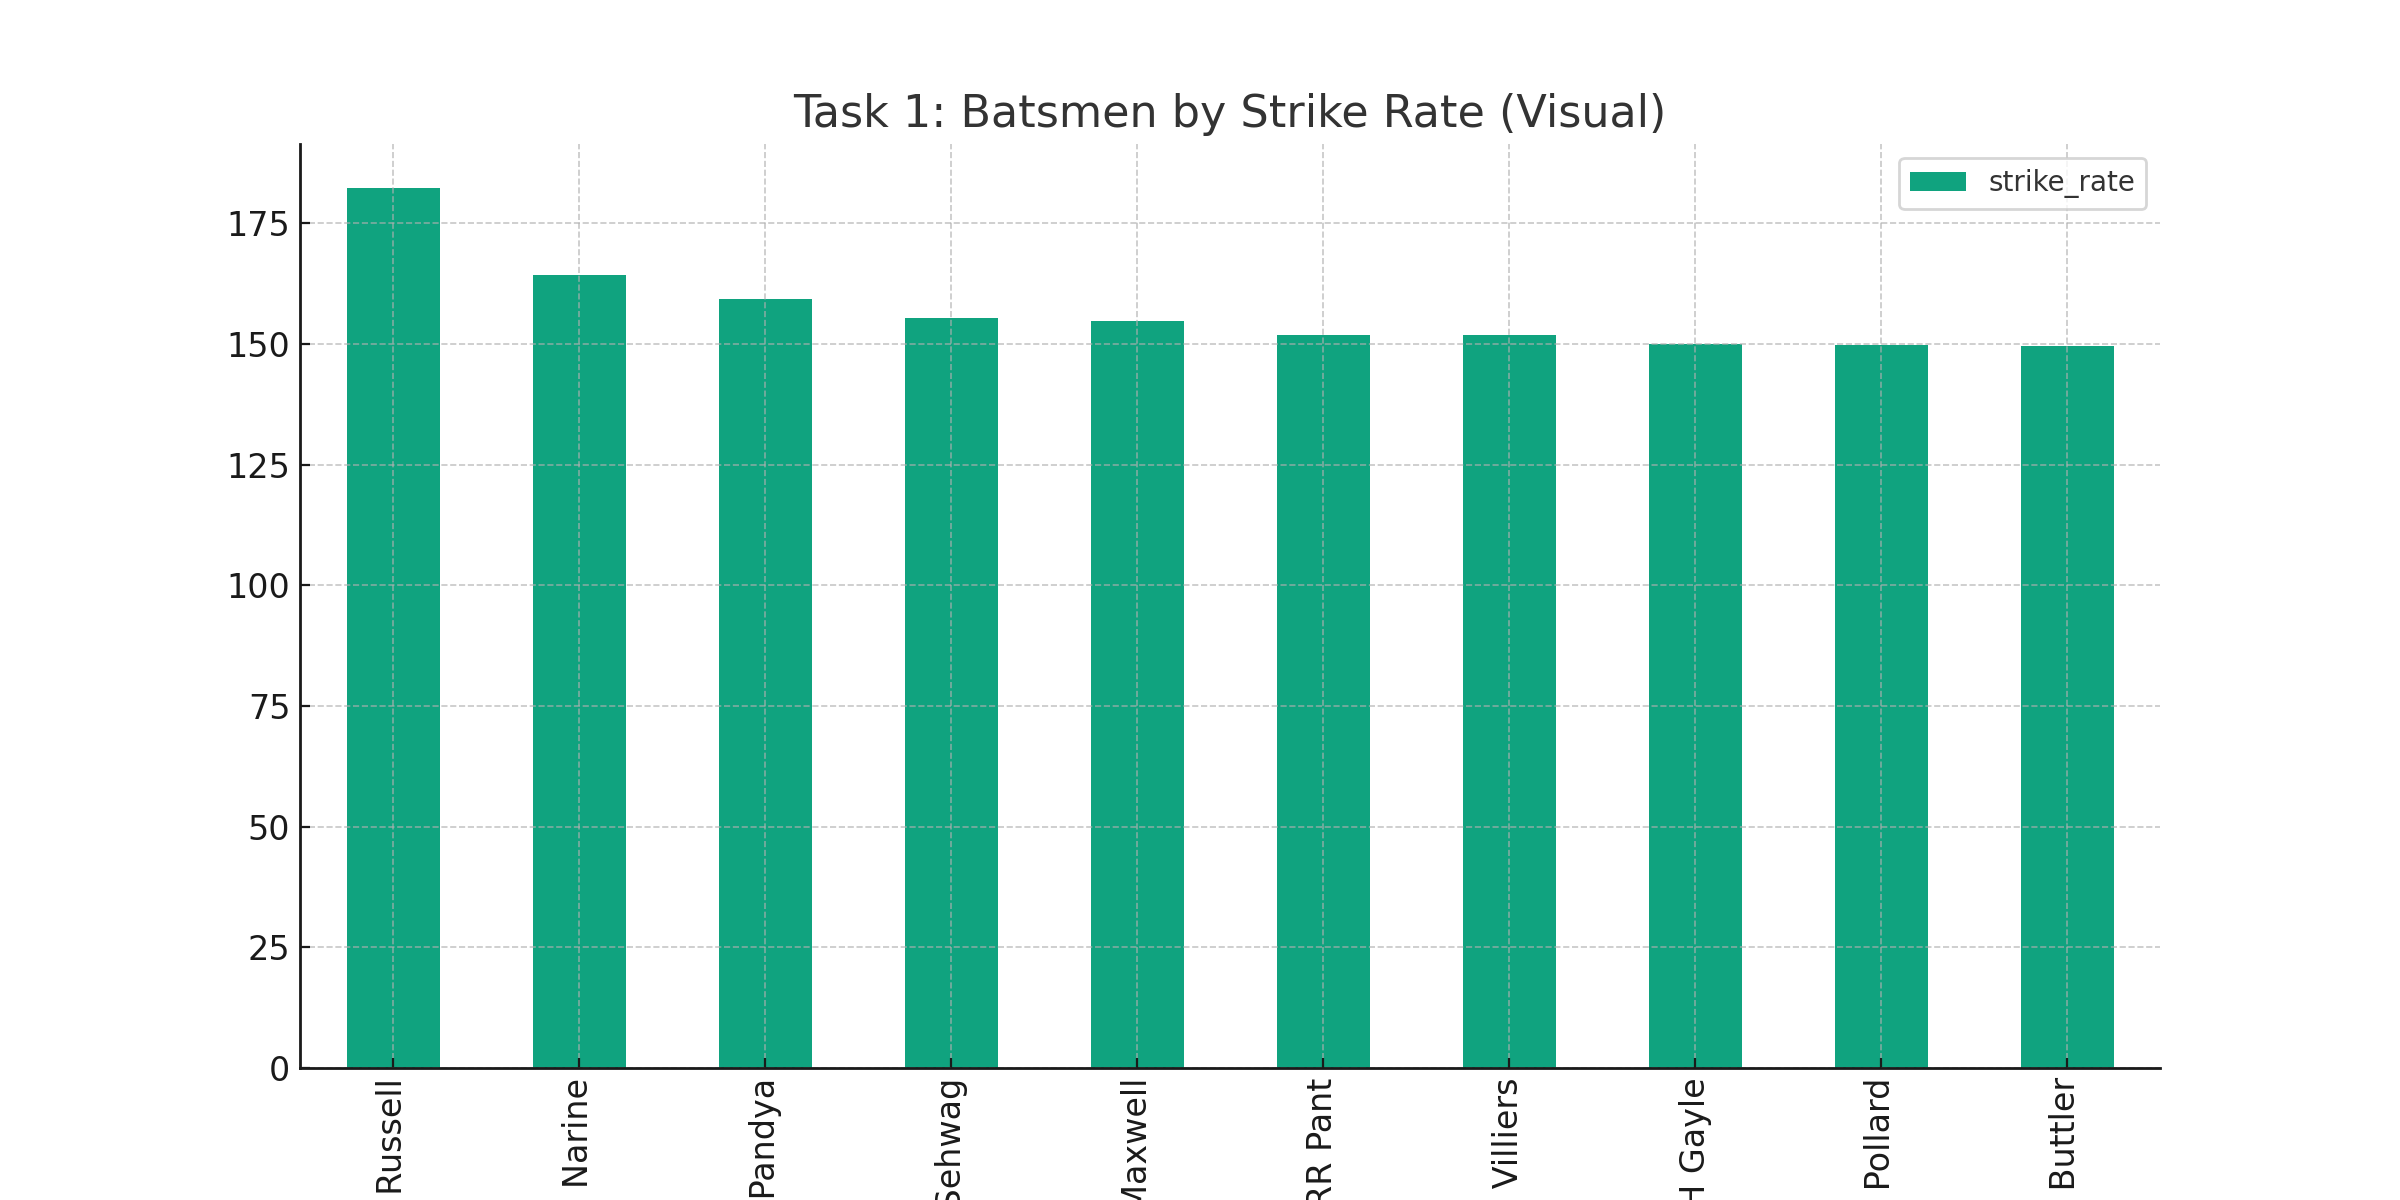 Task 1: Batsmen by Strike Rate (Visual)
strike_rate
175
150
125
100
75
50
25
0
Russell
Narine
Pandya
Sehwag
Maxwell
RR Pant
Villiers
H Gayle
Pollard
Buttler